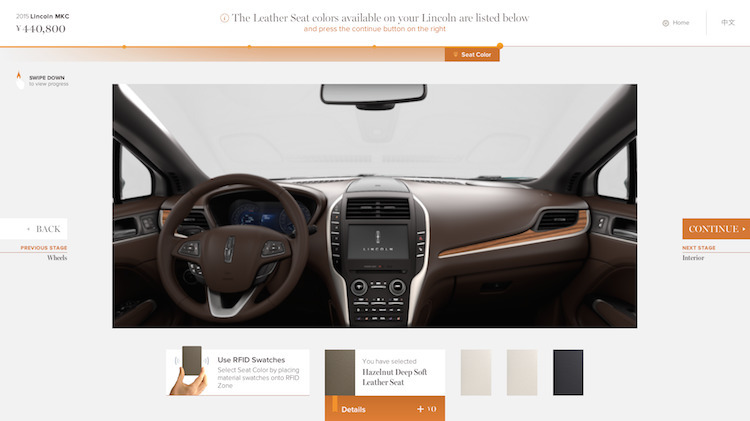 2015 Lincoln MKC
¥440,800
The Leather Seat colors available on your Lincoln are listed below
and press the continue button on the right
Home
中文
Seat Color
SWIPE DOWN
to view progress
BACK
PREVIOUS STAGE
Wheels
CONTINUE
NEXT STAGE
Interior
LINCOLN
Use RFID Swatches
Select Seat Color by placing
material swatches onto RFID
Zone
You have selected
Hazelnut Deep Soft
Leather Seat
Details
+ 10